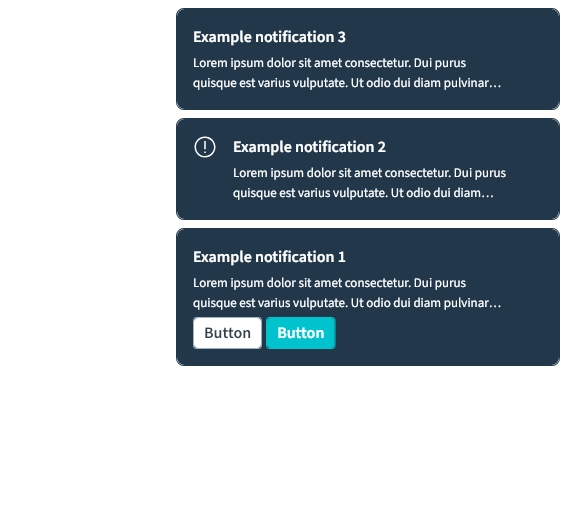 Example notification 3
Lorem ipsum dolor sit amet consectetur. Dui purus
quisque est varius vulputate. Ut odio dui diam pulvinar…
Example notification 2
Lorem ipsum dolor sit amet consectetur. Dui purus
quisque est varius vulputate. Ut odio dui diam…
Example notification 1
Lorem ipsum dolor sit amet consectetur. Dui purus
quisque est varius vulputate. Ut odio dui diam pulvinar…
Button Button